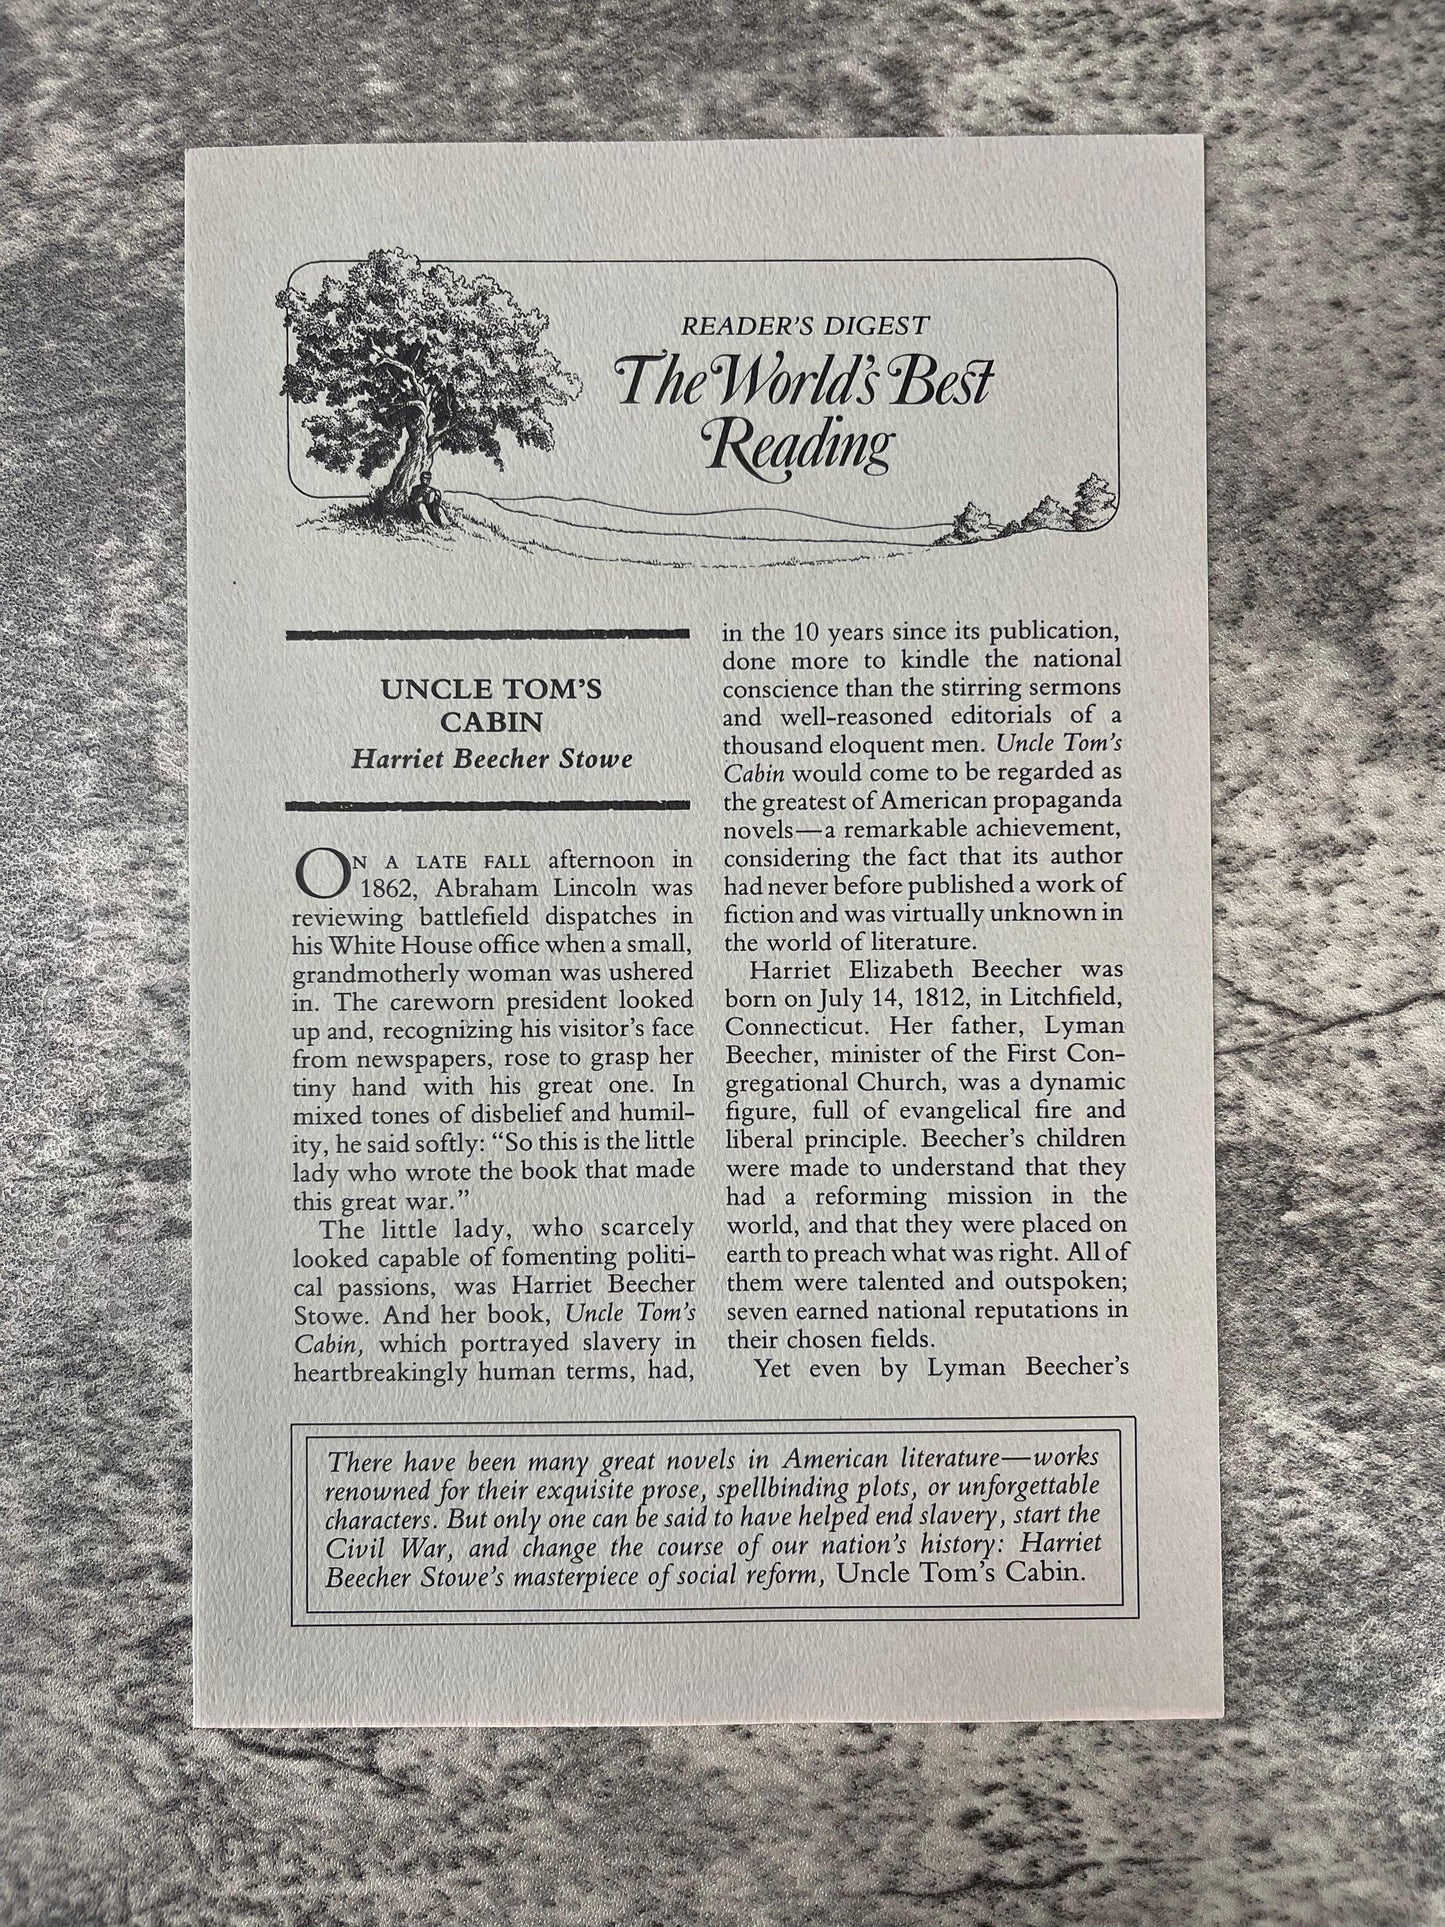 READER'S DIGEST
The World's Best
Reading
UNCLE TOM'S
CABIN
Harriet Beecher Stowe
ON A LATE FALL afternoon in
1862, Abraham Lincoln was
reviewing battlefield dispatches in
his White House office when a small,
grandmotherly woman was ushered
in. The careworn president looked
up and, recognizing his visitor's face
from newspapers, rose to grasp her
tiny hand with his great one. In
mixed tones of disbelief and humil-
ity, he said softly: “So this is the little
lady who wrote the book that made
this great war.”
The little lady, who scarcely
looked capable of fomenting politi-
cal passions, was Harriet Beecher
Stowe. And her book, Uncle Tom's
Cabin, which portrayed slavery in
heartbreakingly human terms, had,
in the 10 years since its publication,
done more to kindle the national
conscience than the stirring sermons
and well-reasoned editorials of a
thousand eloquent men. Uncle Tom's
Cabin would come to be regarded as
the greatest of American propaganda
novels—a remarkable achievement,
considering the fact that its author
had never before published a work of
fiction and was virtually unknown in
the world of literature.
Harriet Elizabeth Beecher was
born on July 14, 1812, in Litchfield,
Connecticut. Her father, Lyman
Beecher, minister of the First Con-
gregational Church, was a dynamic
figure, full of evangelical fire and
liberal principle. Beecher's children
were made to understand that they
had a reforming mission in the
world, and that they were placed on
earth to preach what was right. All of
them were talented and outspoken;
seven earned national reputations in
their chosen fields.
Yet even by Lyman Beecher's
There have been many great novels in American literature—works
renowned for their exquisite prose, spellbinding plots, or unforgettable
characters. But only one can be said to have helped end slavery, start the
Civil War, and change the course of our nation's history: Harriet
Beecher Stowe's masterpiece of social reform, Uncle Tom's Cabin.